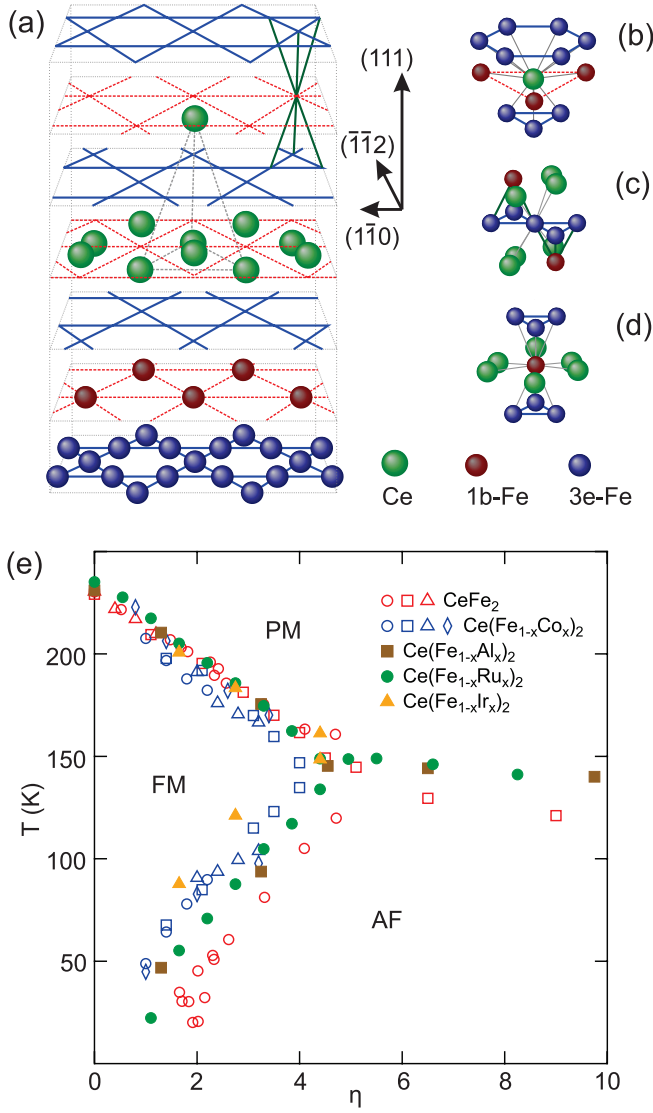 (a)
(b)
(111)
(1̅1̅2)
(11̅0)
(c)
(d)
Ce 1b-Fe 3e-Fe
(e)
PM
CeFe₂
Ce(Fe₁₋ₓCoₓ)₂
Ce(Fe₁₋ₓAlₓ)₂
Ce(Fe₁₋ₓRuₓ)₂
Ce(Fe₁₋ₓIrₓ)₂
FM
AF
T (K)
200
150
100
50
0 2 4 6 8 10
η